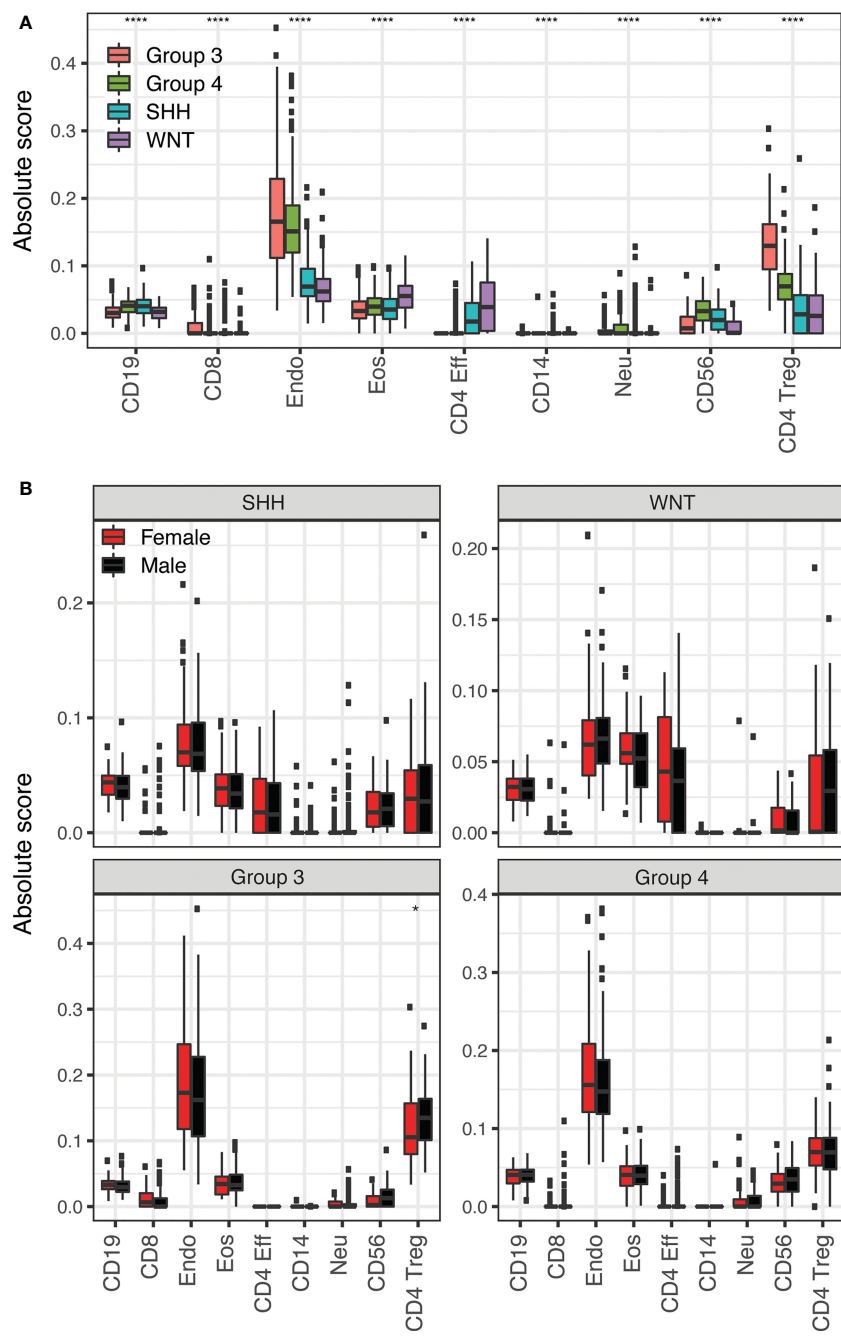 A
**** **** **** **** **** **** **** **** ****
Absolute score
0.4
0.3
0.2
0.1
0.0
Group 3
Group 4
SHH
WNT
CD19 CD8 Endo Eos CD4 Eff CD14 Neu CD56 CD4 Treg
B
SHH
Female
Male
0.2
0.1
0.0
WNT
0.20
0.15
0.10
0.05
0.00
Absolute score
Group 3
*
0.4
0.3
0.2
0.1
0.0
CD19 CD8 Endo Eos CD4 Eff CD14 Neu CD56 CD4 Treg
Group 4
0.4
0.3
0.2
0.1
0.0
CD19 CD8 Endo Eos CD4 Eff CD14 Neu CD56 CD4 Treg